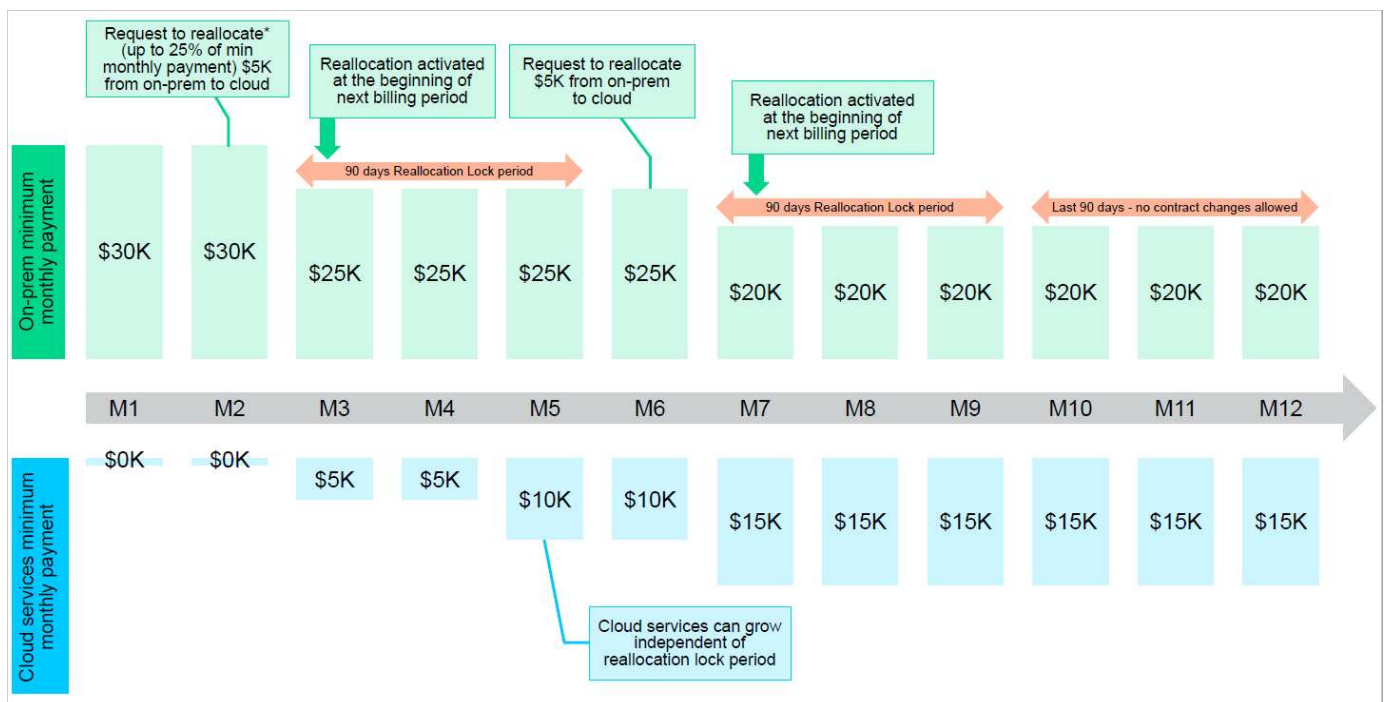 Request to reallocate*
(up to 25% of min
monthly payment) $5K
from on-prem to cloud
Reallocation activated
at the beginning of
next billing period
Request to reallocate
$5K from on-prem
to cloud
Reallocation activated
at the beginning of
next billing period
90 days Reallocation Lock period
90 days Reallocation Lock period
Last 90 days - no contract changes allowed
On-prem minimum
monthly payment
$30K $30K $25K $25K $25K $25K $20K $20K $20K $20K $20K $20K
M1 M2 M3 M4 M5 M6 M7 M8 M9 M10 M11 M12
Cloud services minimum
monthly payment
$0K $0K $5K $5K $10K $10K $15K $15K $15K $15K $15K $15K
Cloud services can grow
independent of
reallocation lock period